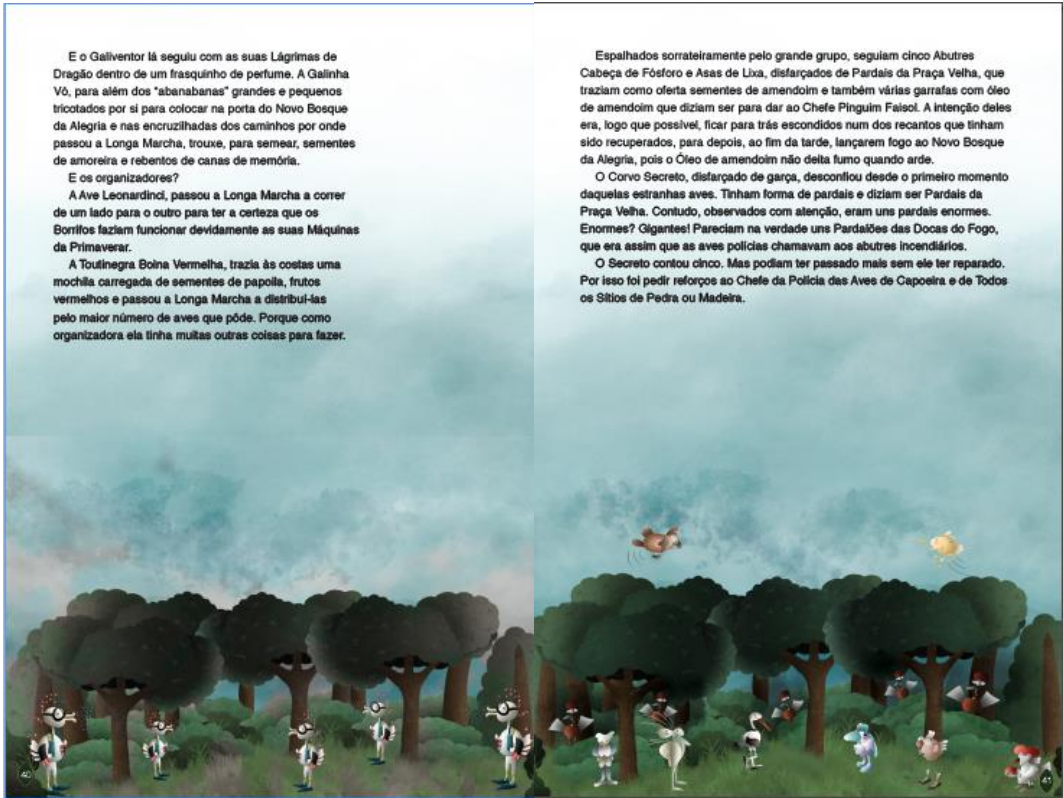 E o Galiventor lá seguiu com as suas Lágrimas de
Dragão dentro de um frasquinho de perfume. A Galinha
Vó, para além dos "abanabanas" grandes e pequenos
tricotados por si para colocar na porta do Novo Bosque
da Alegria e nas encruzilhadas dos caminhos por onde
passou a Longa Marcha, trouxe, para semear, sementes
de amoreira e rebentos de canas de memória.
E os organizadores?
A Ave Leonardinci, passou a Longa Marcha a correr
de um lado para o outro para ter a certeza que os
Borrifos faziam funcionar devidamente as suas Máquinas
da Primaverar.
A Toutinegra Boina Vermelha, trazia às costas uma
mochila carregada de sementes de papoila, frutos
vermelhos e passou a Longa Marcha a distribuí-las
pelo maior número de aves que pôde. Porque como
organizadora ela tinha muitas outras coisas para fazer.
40
Espalhados sorrateiramente pelo grande grupo, seguiam cinco Abutres
Cabeça de Fósforo e Asas de Lixa, disfarçados de Pardais da Praça Velha, que
traziam como oferta sementes de amendoim e também várias garrafas com óleo
de amendoim que diziam ser para dar ao Chefe Pinguim Faisol. A intenção deles
era, logo que possível, ficar para trás escondidos num dos recantos que tinham
sido recuperados, para depois, ao fim da tarde, lançarem fogo ao Novo Bosque
da Alegria, pois o Óleo de amendoim não deita fumo quando arde.
O Corvo Secreto, disfarçado de garça, desconfiou desde o primeiro momento
daquelas estranhas aves. Tinham forma de pardais e diziam ser Pardais da
Praça Velha. Contudo, observados com atenção, eram uns pardais enormes.
Enormes? Gigantes! Pareciam na verdade uns Pardalões das Docas do Fogo,
que era assim que as aves polícias chamavam aos abutres incendiários.
O Secreto contou cinco. Mas podiam ter passado mais sem ele ter reparado.
Por isso foi pedir reforços ao Chefe da Polícia das Aves de Capoeira e de Todos
os Sítios de Pedra ou Madeira.
41